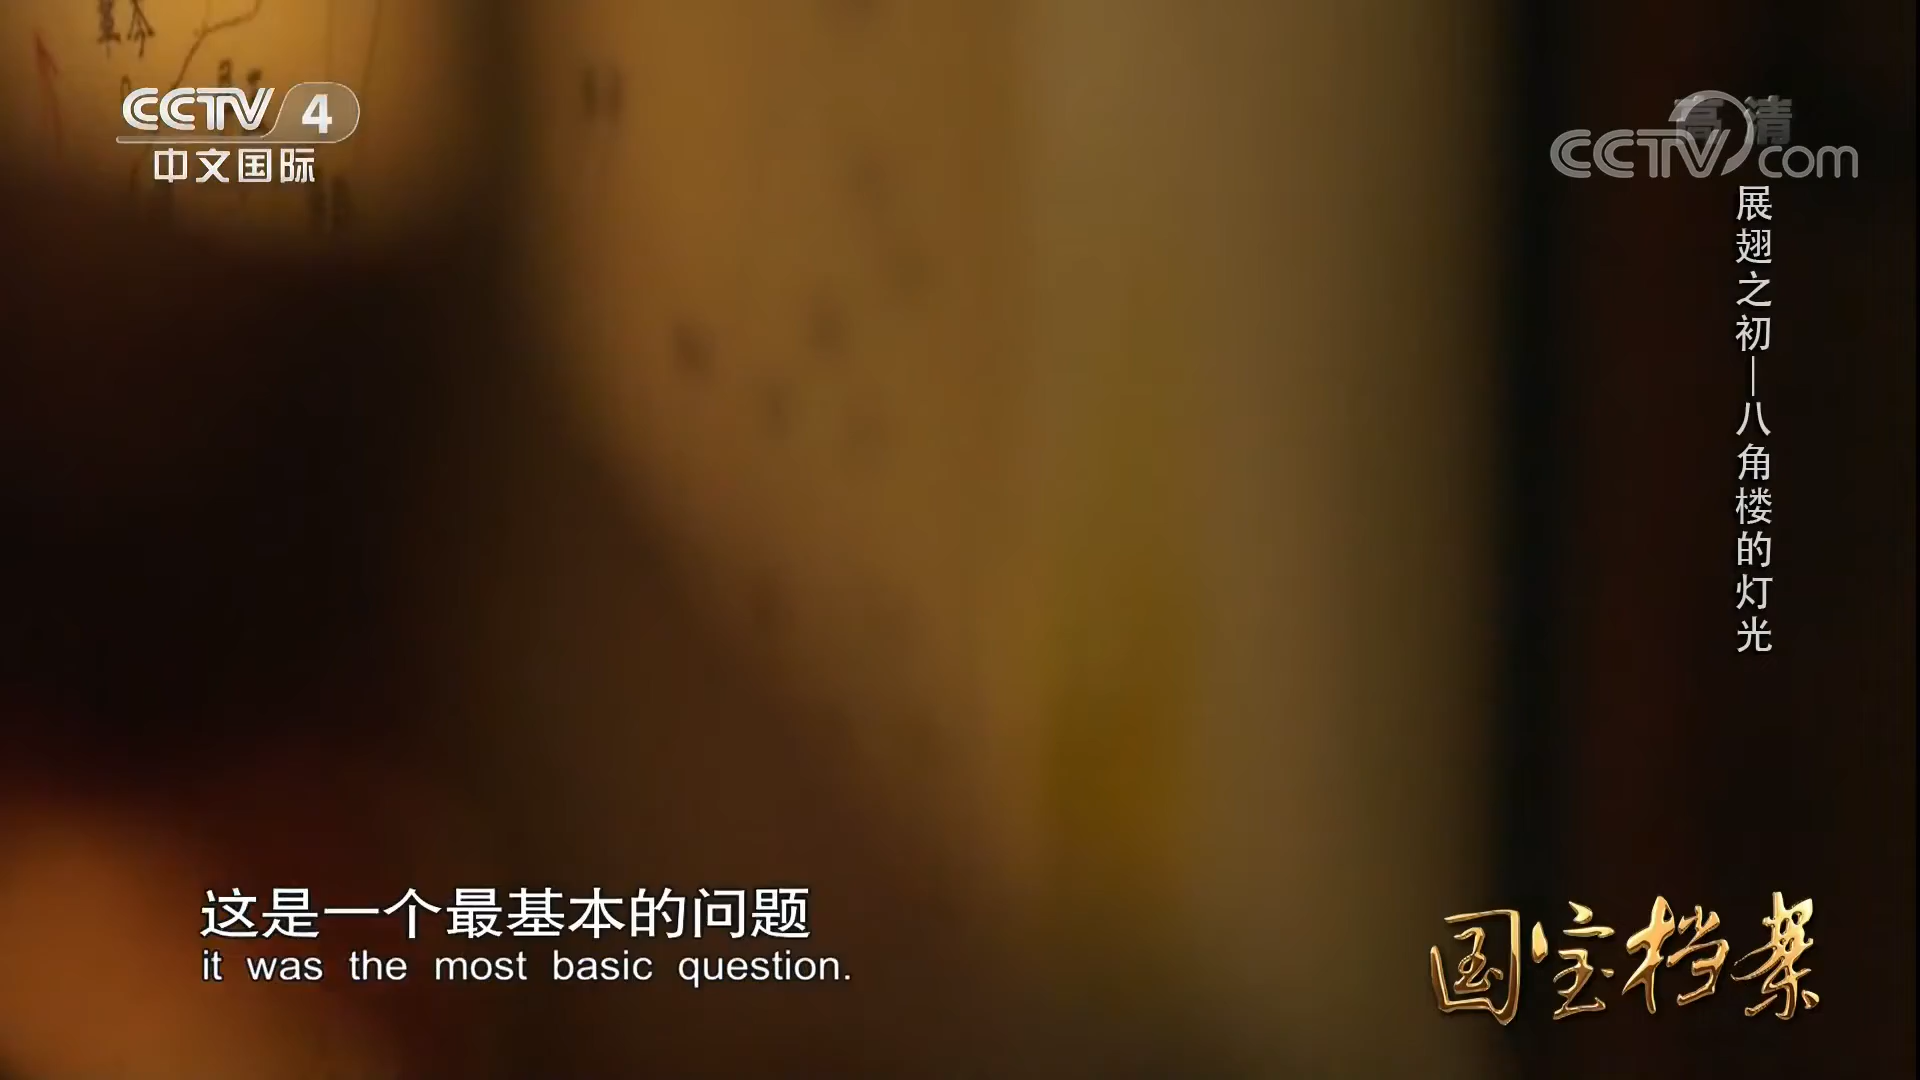 CCTV 4
中文国际
高清
CCTV com
展翅之初—八角楼的灯光
这是一个最基本的问题
it was the most basic question.
国宝档案